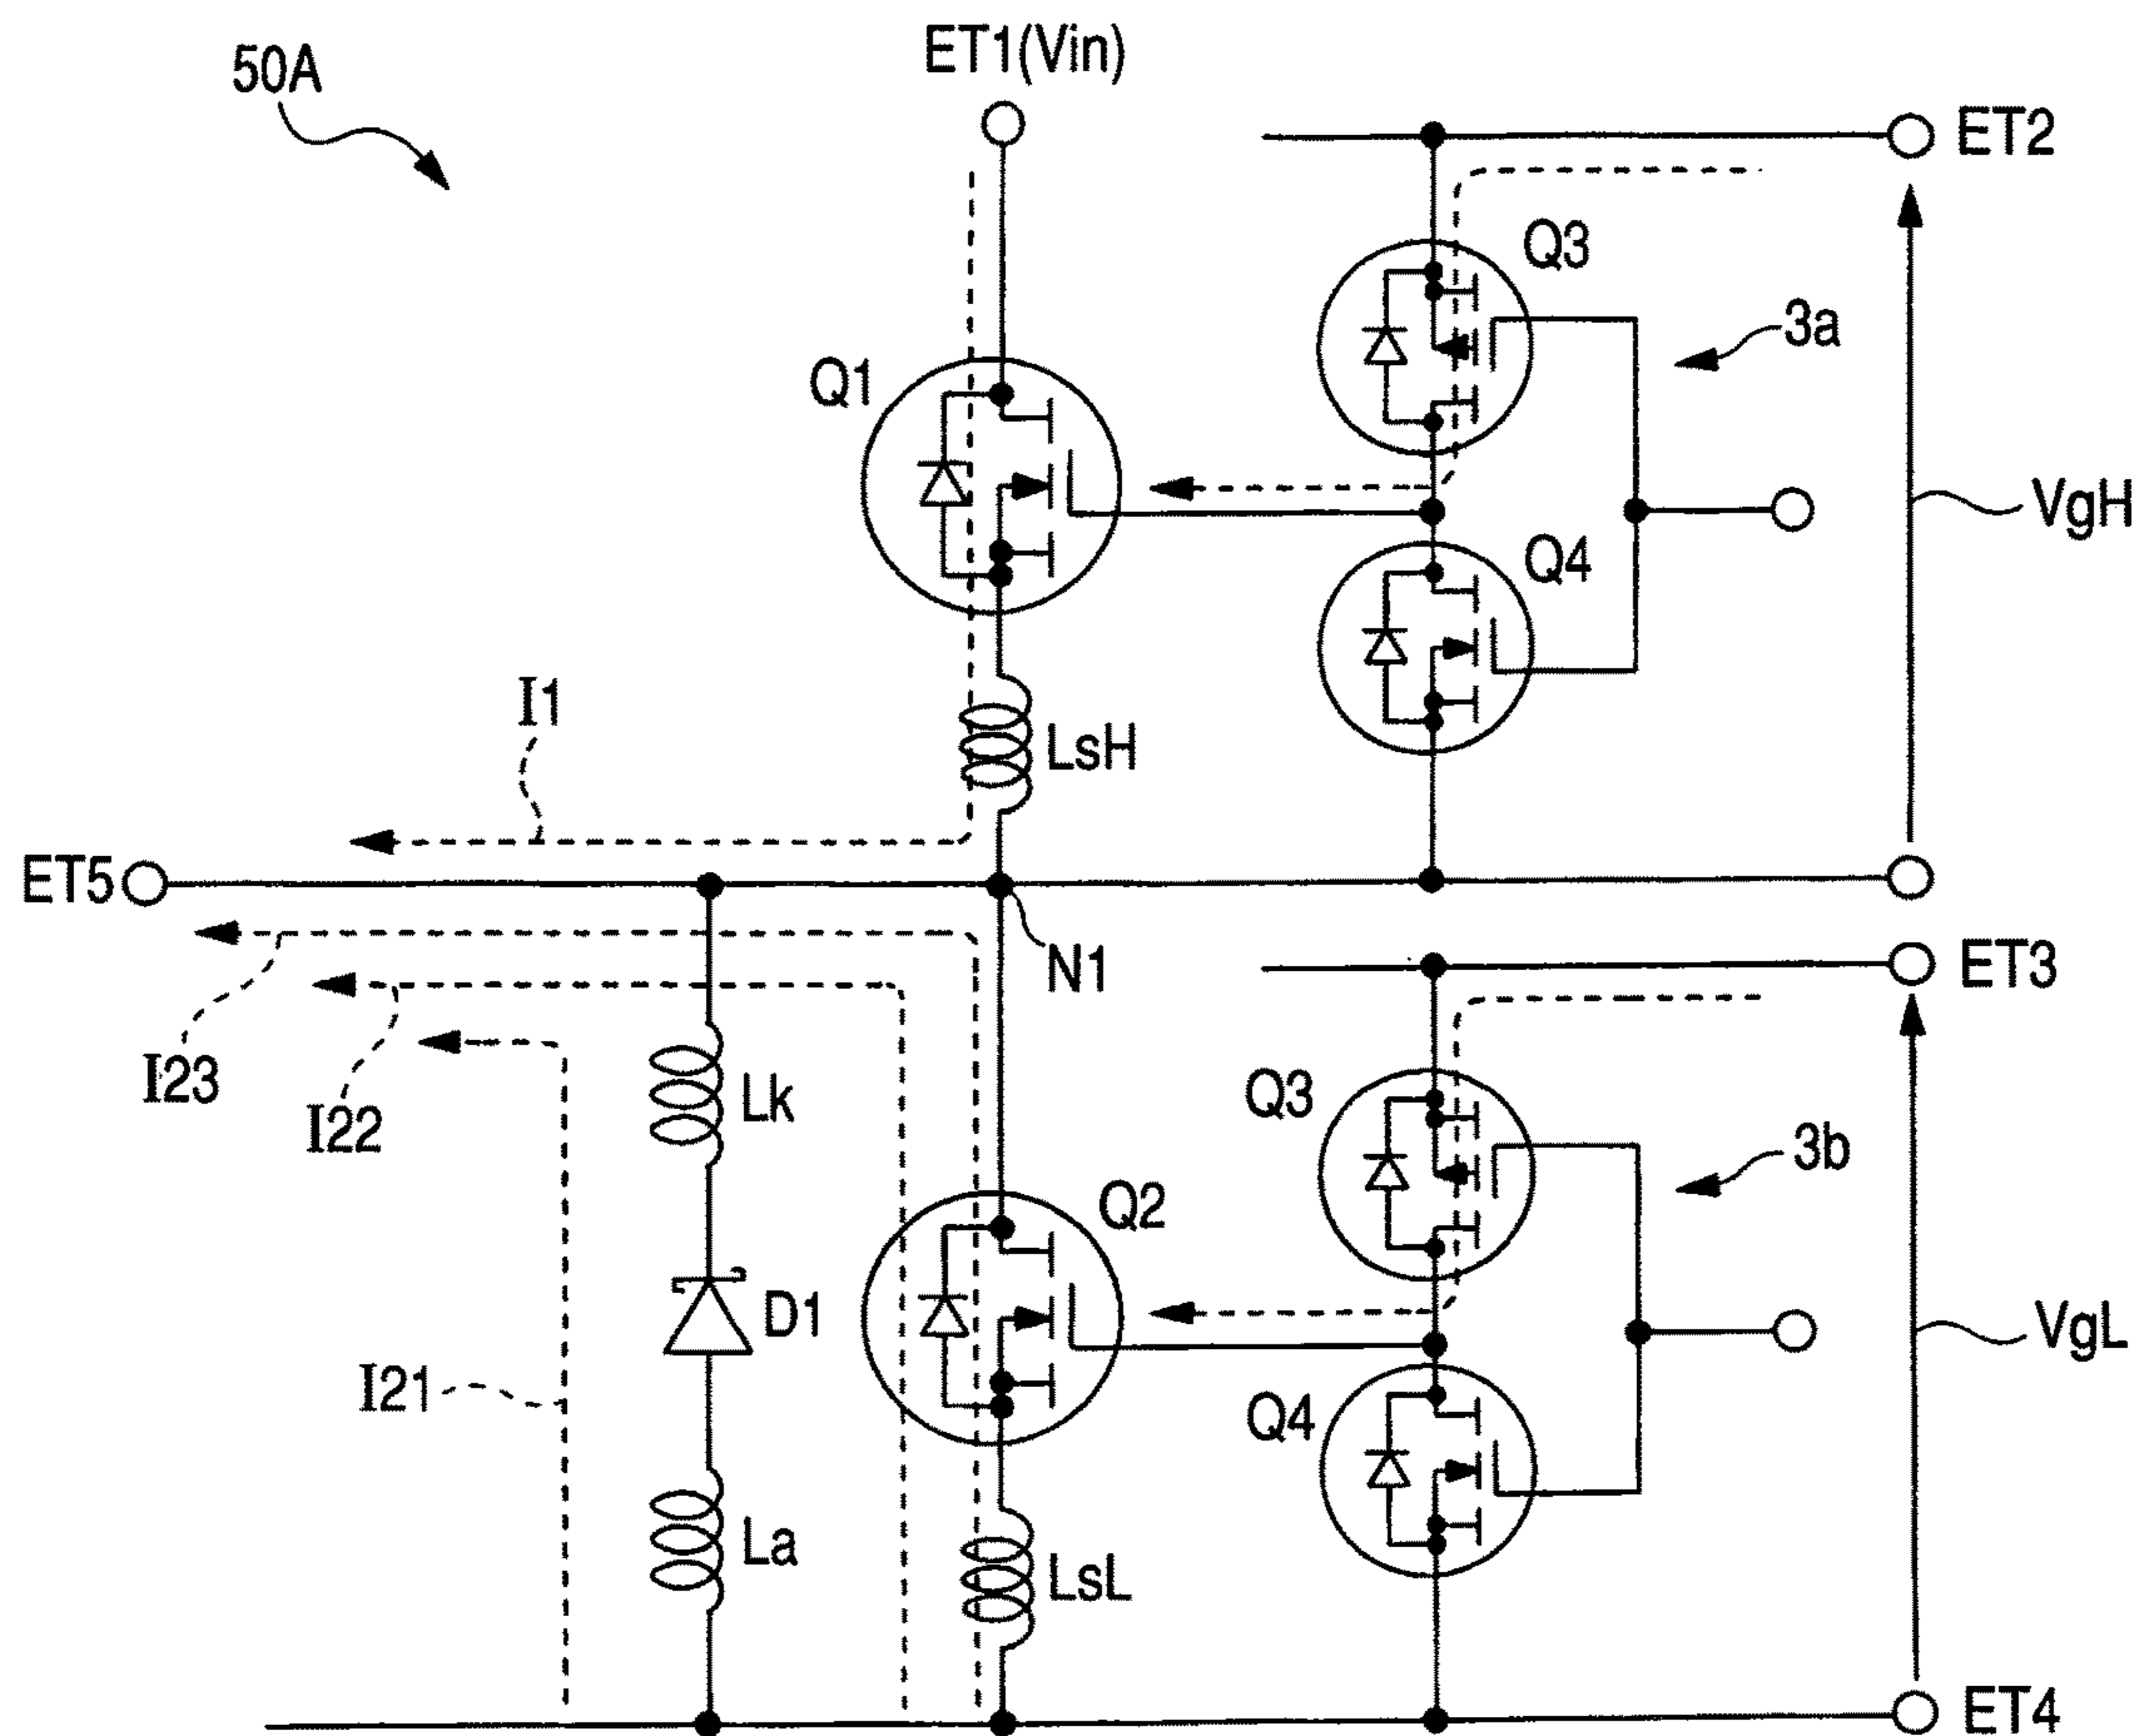 50A
ET1(Vin)
ET2
Q3
3a
Q1
VgH
Q4
I1
LsH
ET5
N1
ET3
I23
I22
Lk
Q3
3b
Q2
D1
VgL
I21
Q4
La
LsL
ET4